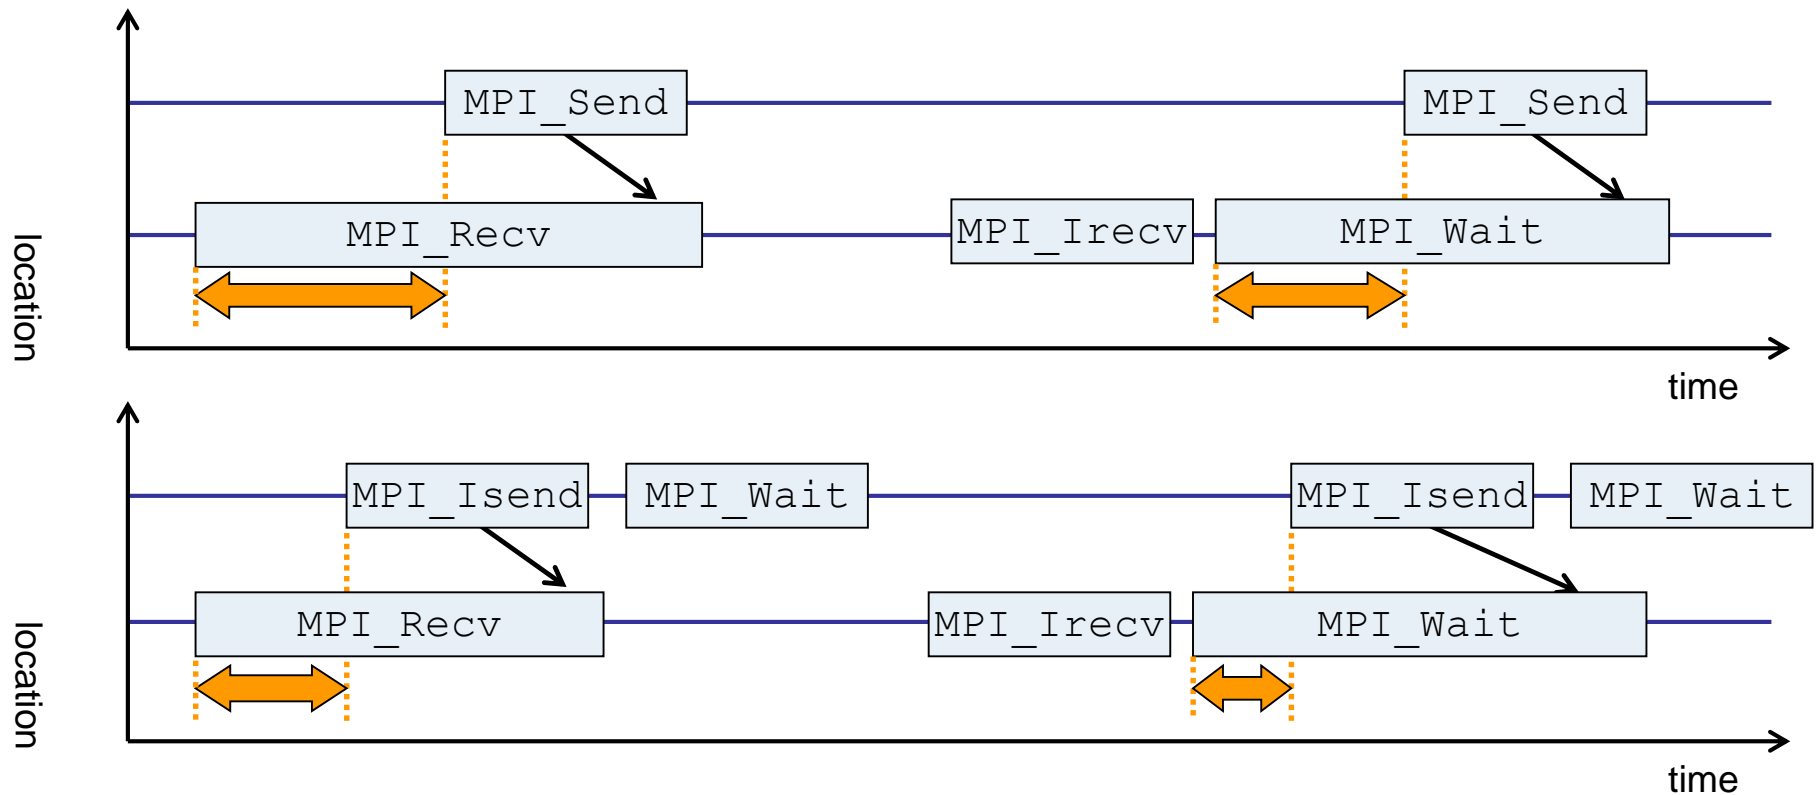 MPI_Send
MPI_Send
MPI_Recv
MPI_Irecv
MPI_Wait
location
time
MPI_Isend
MPI_Wait
MPI_Isend
MPI_Wait
MPI_Recv
MPI_Irecv
MPI_Wait
location
time